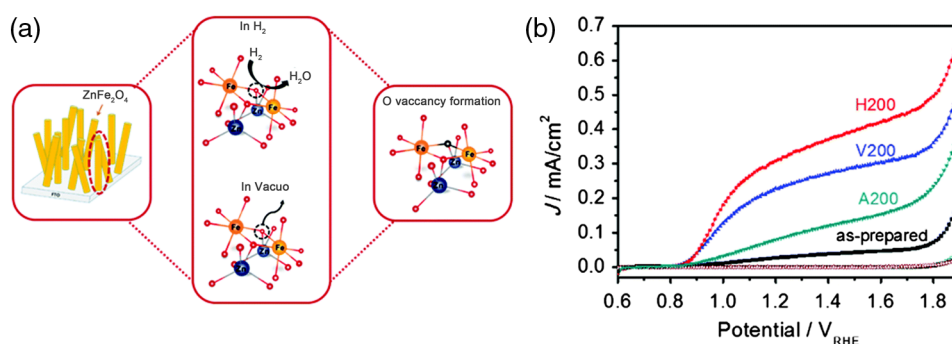 (a)
ZnFe2O4
FTO
In H2
H2
H2O
Fe
Zn
Fe
Zn
In Vacuo
Fe
Zn
Fe
Zn
O vaccancy formation
Fe
Zn
Fe
Zn
(b)
J / mA/cm2
0.7
0.6
0.5
0.4
0.3
0.2
0.1
0.0
H200
V200
A200
as-prepared
0.6
1.0
1.2
1.4
1.6
1.8
Potential / VRHE